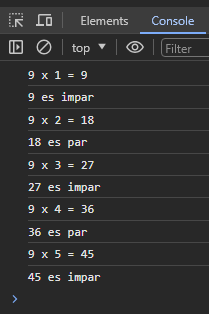 Elements Console
top Filter
9 x 1 = 9
9 es impar
9 x 2 = 18
18 es par
9 x 3 = 27
27 es impar
9 x 4 = 36
36 es par
9 x 5 = 45
45 es impar
>